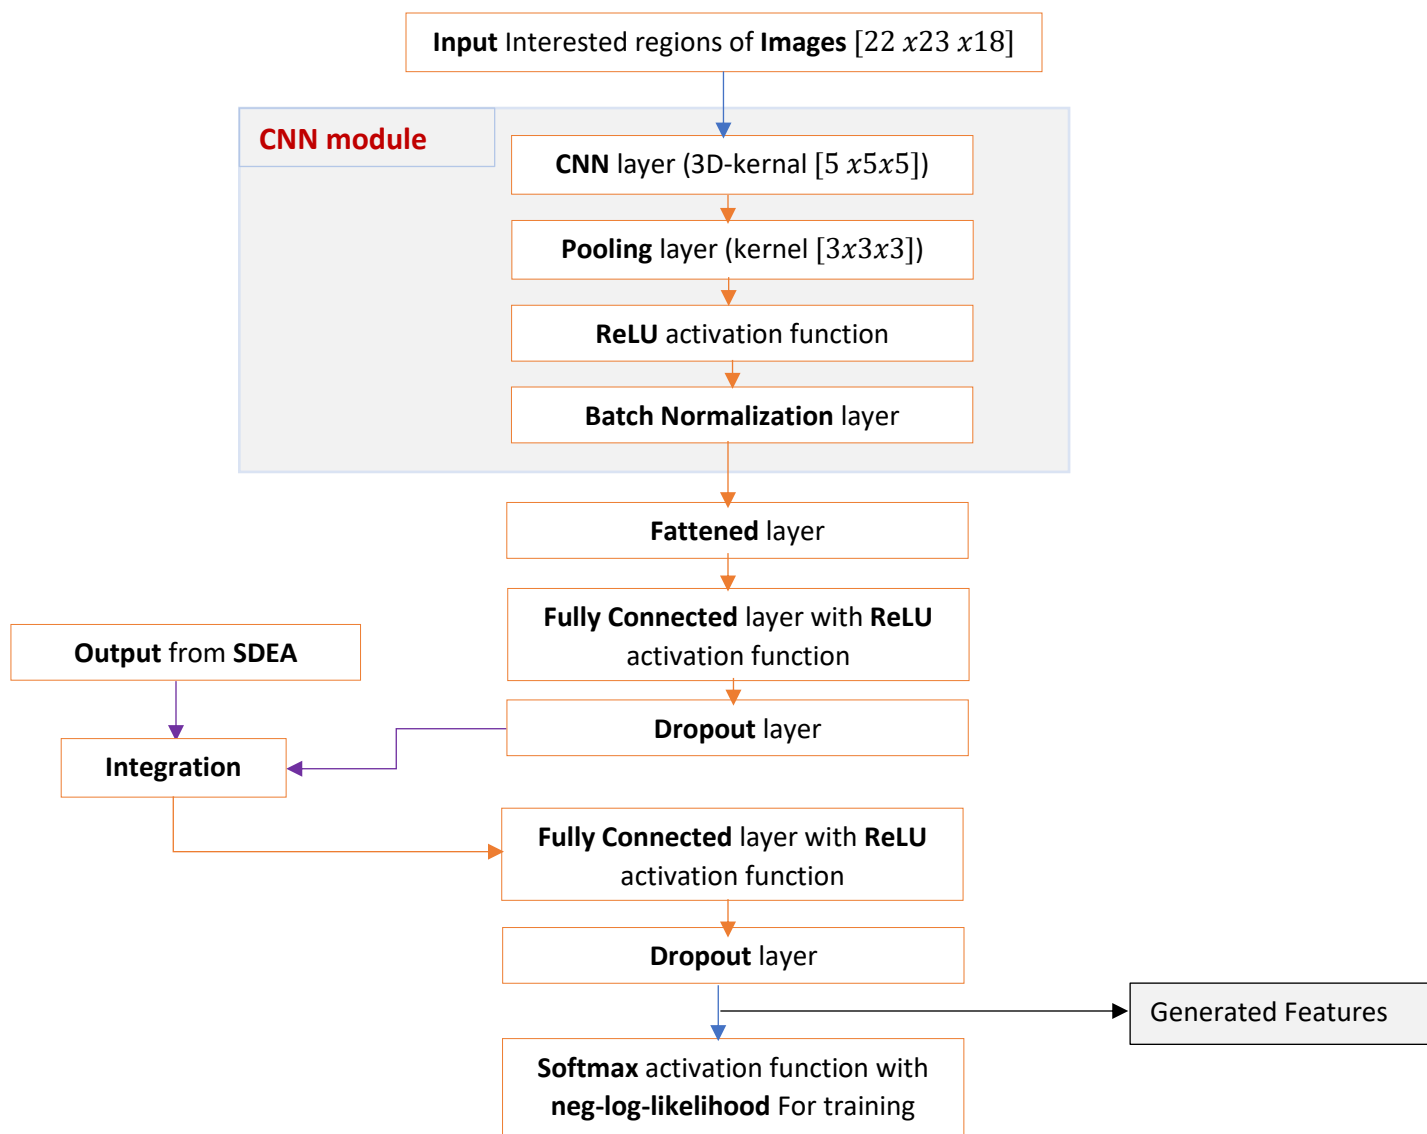 Input Interested regions of Images [22 x23 x18]
CNN module
CNN layer (3D-kernal [5 x5x5])
Pooling layer (kernel [3x3x3])
ReLU activation function
Batch Normalization layer
Fattened layer
Fully Connected layer with ReLU
activation function
Output from SDEA
Dropout layer
Integration
Fully Connected layer with ReLU
activation function
Dropout layer
Generated Features
Softmax activation function with
neg-log-likelihood For training